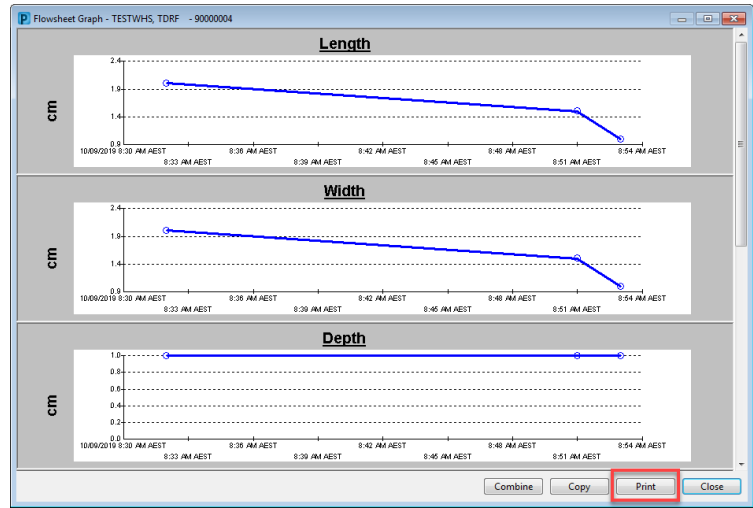 P Flowsheet Graph - TESTWHS, TDRF - 90000004
Length
cm
2.4
1.9
1.4
0.9
10/09/2019 8:30 AM AEST 8:36 AM AEST 8:42 AM AEST 8:48 AM AEST 8:54 AM AEST
8:33 AM AEST 8:39 AM AEST 8:45 AM AEST 8:51 AM AEST
Width
cm
2.4
1.9
1.4
0.9
10/09/2019 8:30 AM AEST 8:36 AM AEST 8:42 AM AEST 8:48 AM AEST 8:54 AM AEST
8:33 AM AEST 8:39 AM AEST 8:45 AM AEST 8:51 AM AEST
Depth
cm
1.0
0.8
0.6
0.4
0.2
0.0
10/09/2019 8:30 AM AEST 8:36 AM AEST 8:42 AM AEST 8:48 AM AEST 8:54 AM AEST
8:33 AM AEST 8:39 AM AEST 8:45 AM AEST 8:51 AM AEST
Combine Copy Print Close